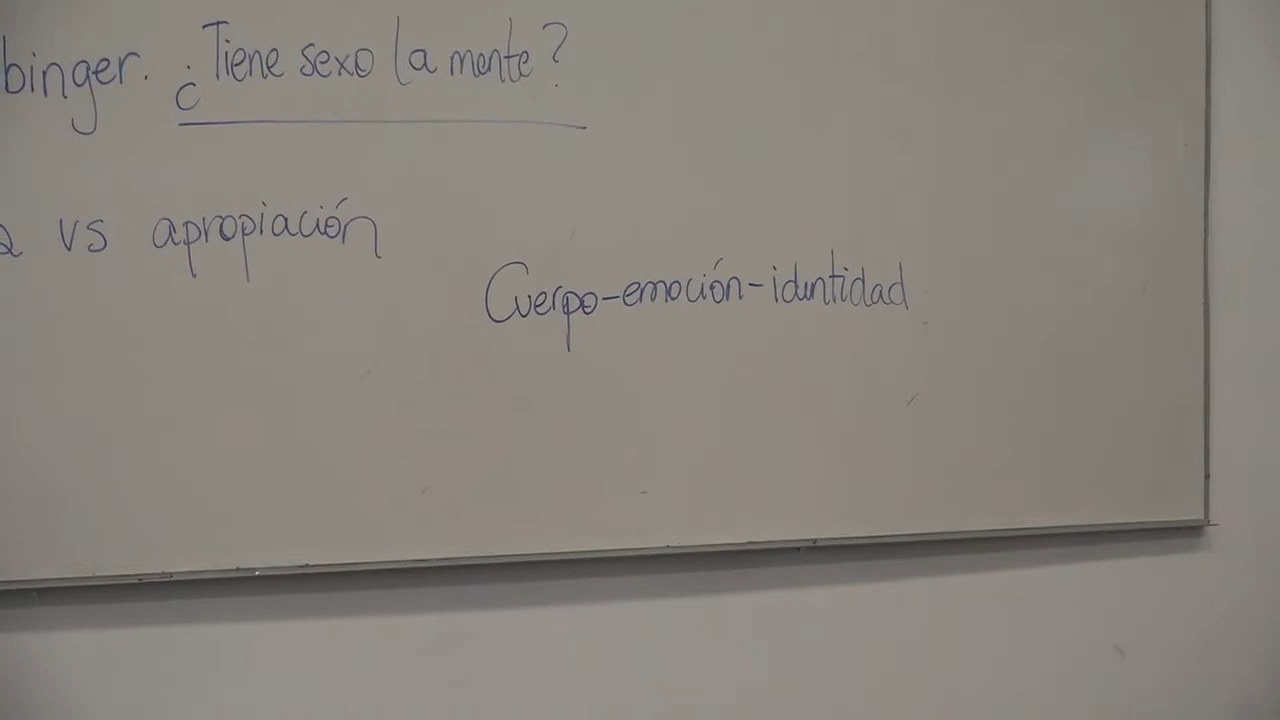 binger. ¿Tiene sexo la mente?
vs apropiación
Cuerpo-emoción-identidad